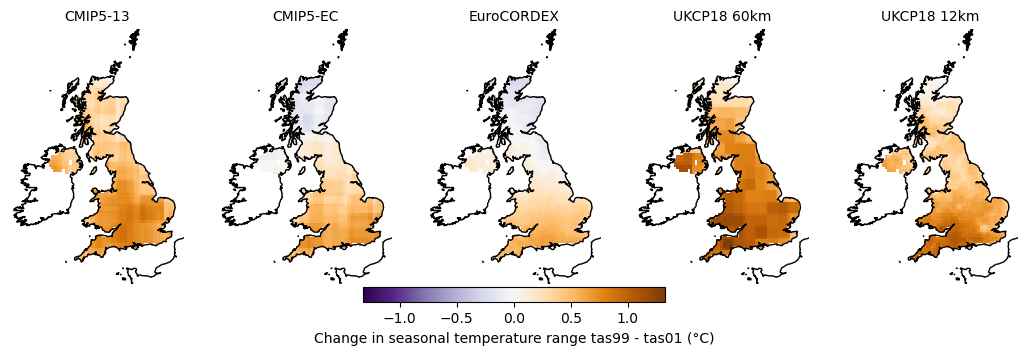 CMIP5-13 CMIP5-EC EuroCORDEX UKCP18 60km UKCP18 12km
−1.0 −0.5 0.0 0.5 1.0
Change in seasonal temperature range tas99 - tas01 (°C)